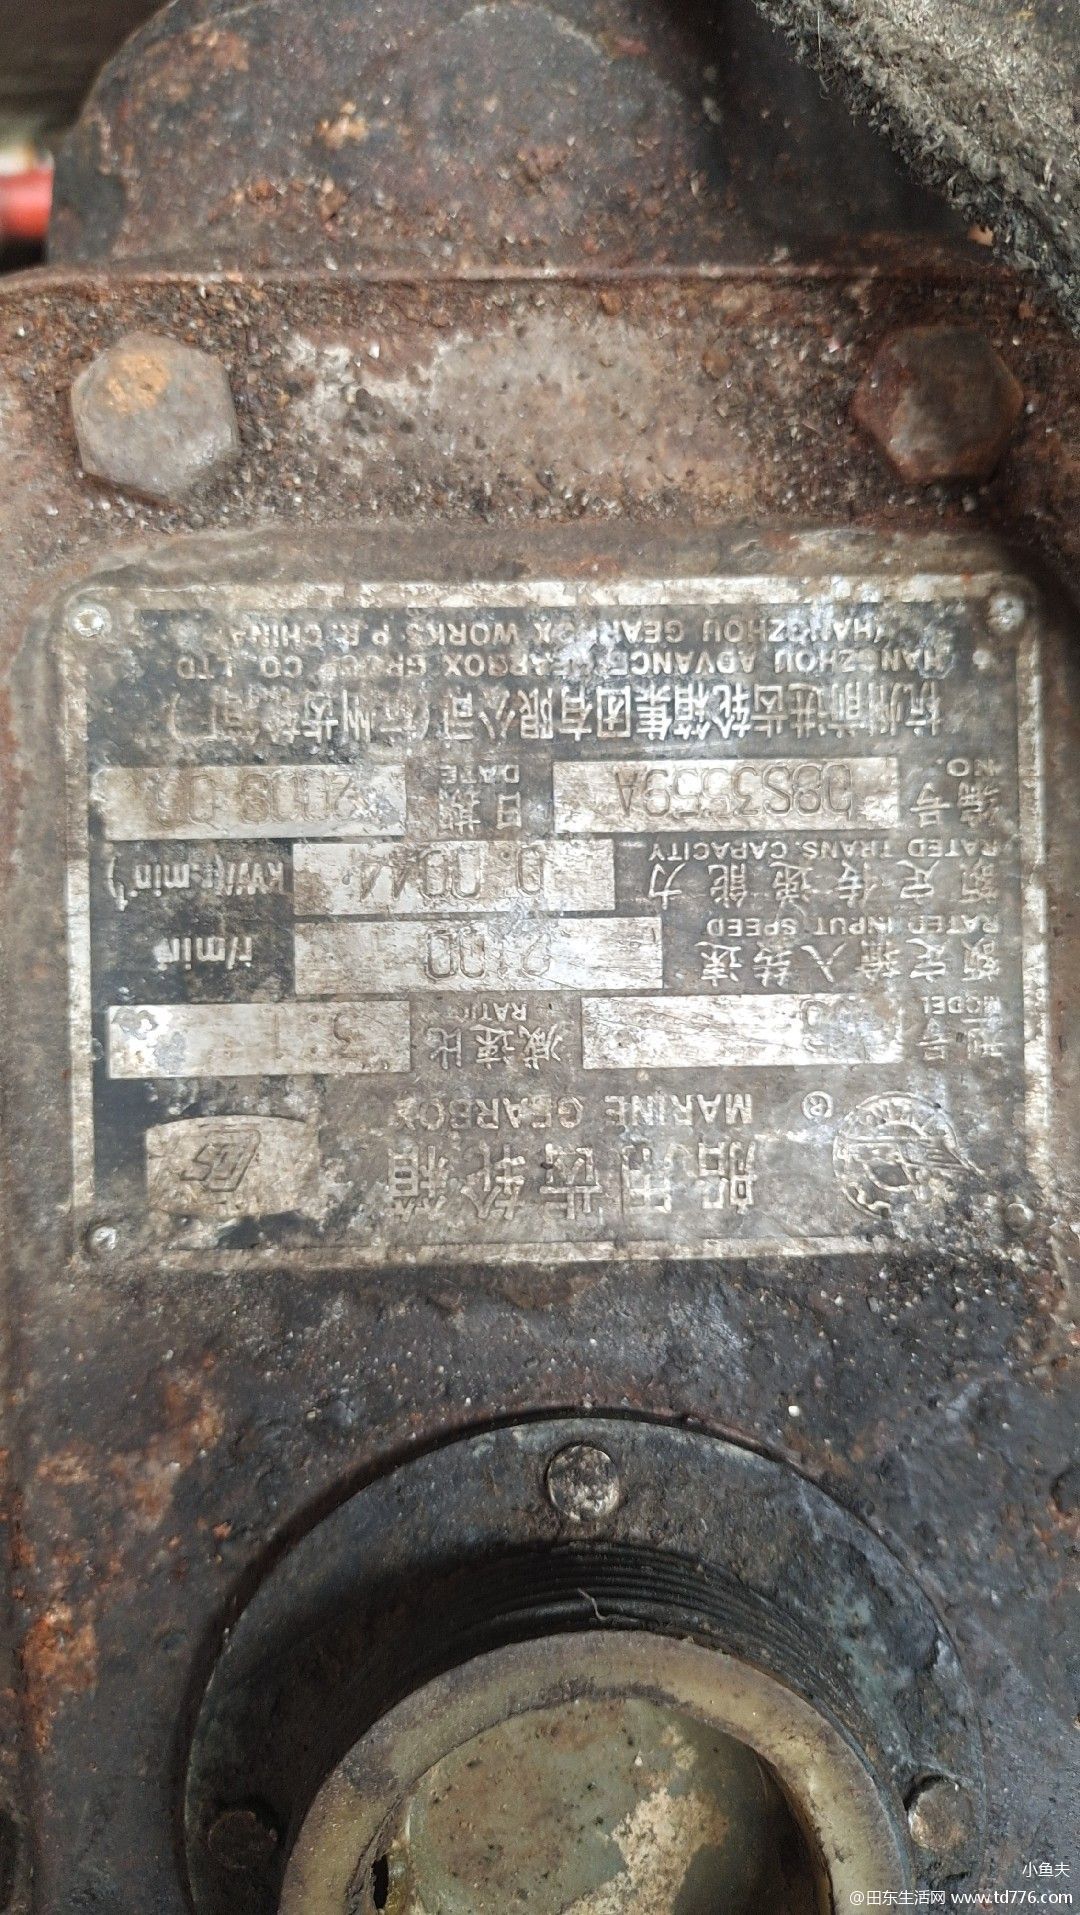 船用齿轮箱
MARINE GEARBOX
型号 减速比
MODEL RATIO
额定输入转速 2100 r/min
RATED INPUT SPEED
额定传递能力 0.0044 kW/(r·min⁻¹)
RATED TRANS. CAPACITY
编号 日期
NO. DATE
杭州前进齿轮箱集团有限公司(杭州齿轮箱厂)
HANGZHOU ADVANCE GEARBOX GROUP CO., LTD
(HANGZHOU GEARBOX WORKS P.R. CHINA)
小鱼夫
@田东生活网 www.td776.com